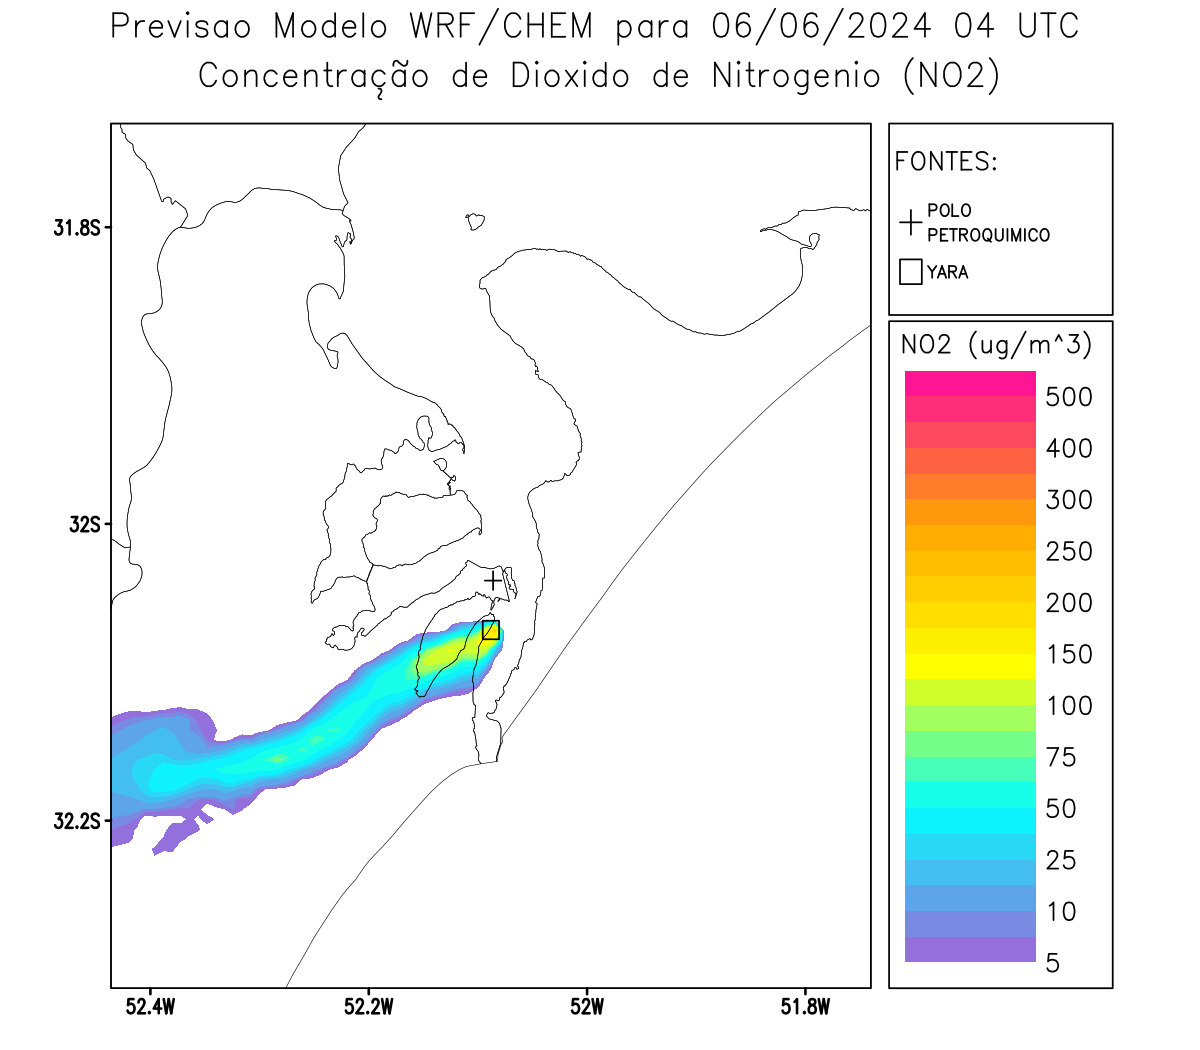 Previsao Modelo WRF/CHEM para 06/06/2024 04 UTC
Concentração de Dioxido de Nitrogenio (NO2)
FONTES:
POLO
PETROQUIMICO
YARA
NO2 (ug/m^3)
500
400
300
250
200
150
100
75
50
25
10
5
31.8S
32S
32.2S
52.4W
52.2W
52W
51.8W